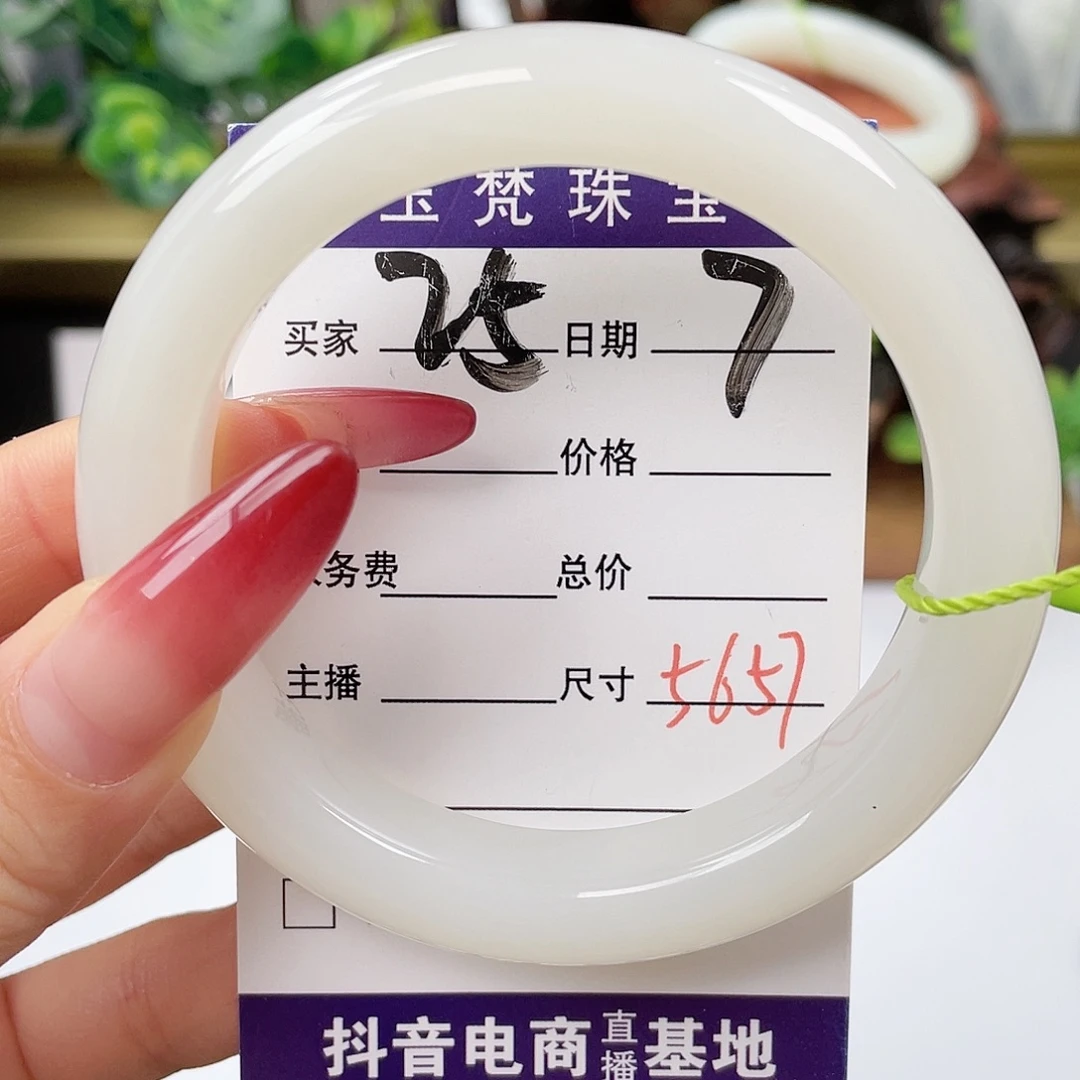 梵珠宝
买家 25 日期 7
价格
务费 总价
主播 尺寸 5657
抖音电商直播基地